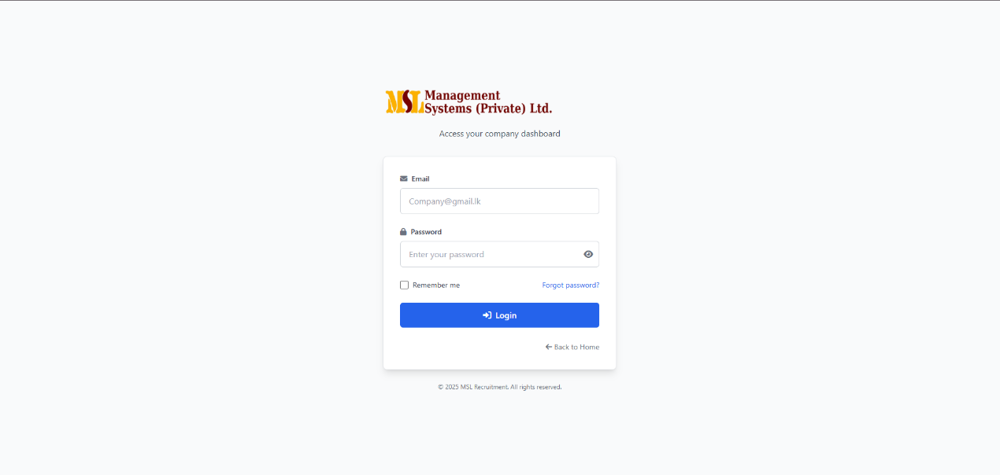 MSL Management
Systems (Private) Ltd.
Access your company dashboard
Email
Company@gmail.lk
Password
Enter your password
Remember me
Forgot password?
Login
Back to Home
© 2025 MSL Recruitment. All rights reserved.